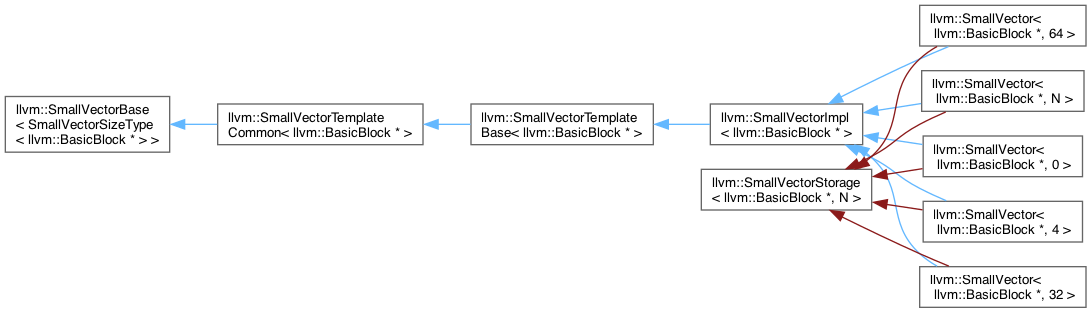 llvm::SmallVectorBase
< SmallVectorSizeType
< llvm::BasicBlock * > >
llvm::SmallVectorTemplate
Common< llvm::BasicBlock * >
llvm::SmallVectorTemplate
Base< llvm::BasicBlock * >
llvm::SmallVectorImpl
< llvm::BasicBlock * >
llvm::SmallVectorStorage
< llvm::BasicBlock *, N >
llvm::SmallVector<
llvm::BasicBlock *, 64 >
llvm::SmallVector<
llvm::BasicBlock *, N >
llvm::SmallVector<
llvm::BasicBlock *, 0 >
llvm::SmallVector<
llvm::BasicBlock *, 4 >
llvm::SmallVector<
llvm::BasicBlock *, 32 >